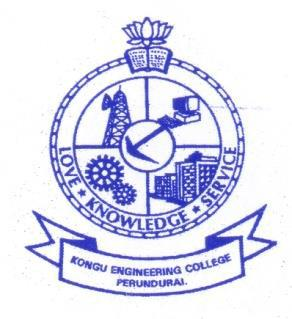 LOVE ★ KNOWLEDGE ★ SERVICE
KONGU ENGINEERING COLLEGE
PERUNDURAI.